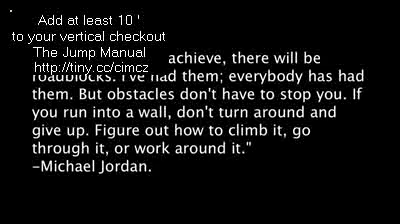 Add at least 10 '
to your vertical checkout
The Jump Manual
http://tiny.cc/cimcz
achieve, there will be
roadblocks. I've had them; everybody has had
them. But obstacles don't have to stop you. If
you run into a wall, don't turn around and
give up. Figure out how to climb it, go
through it, or work around it."
-Michael Jordan.